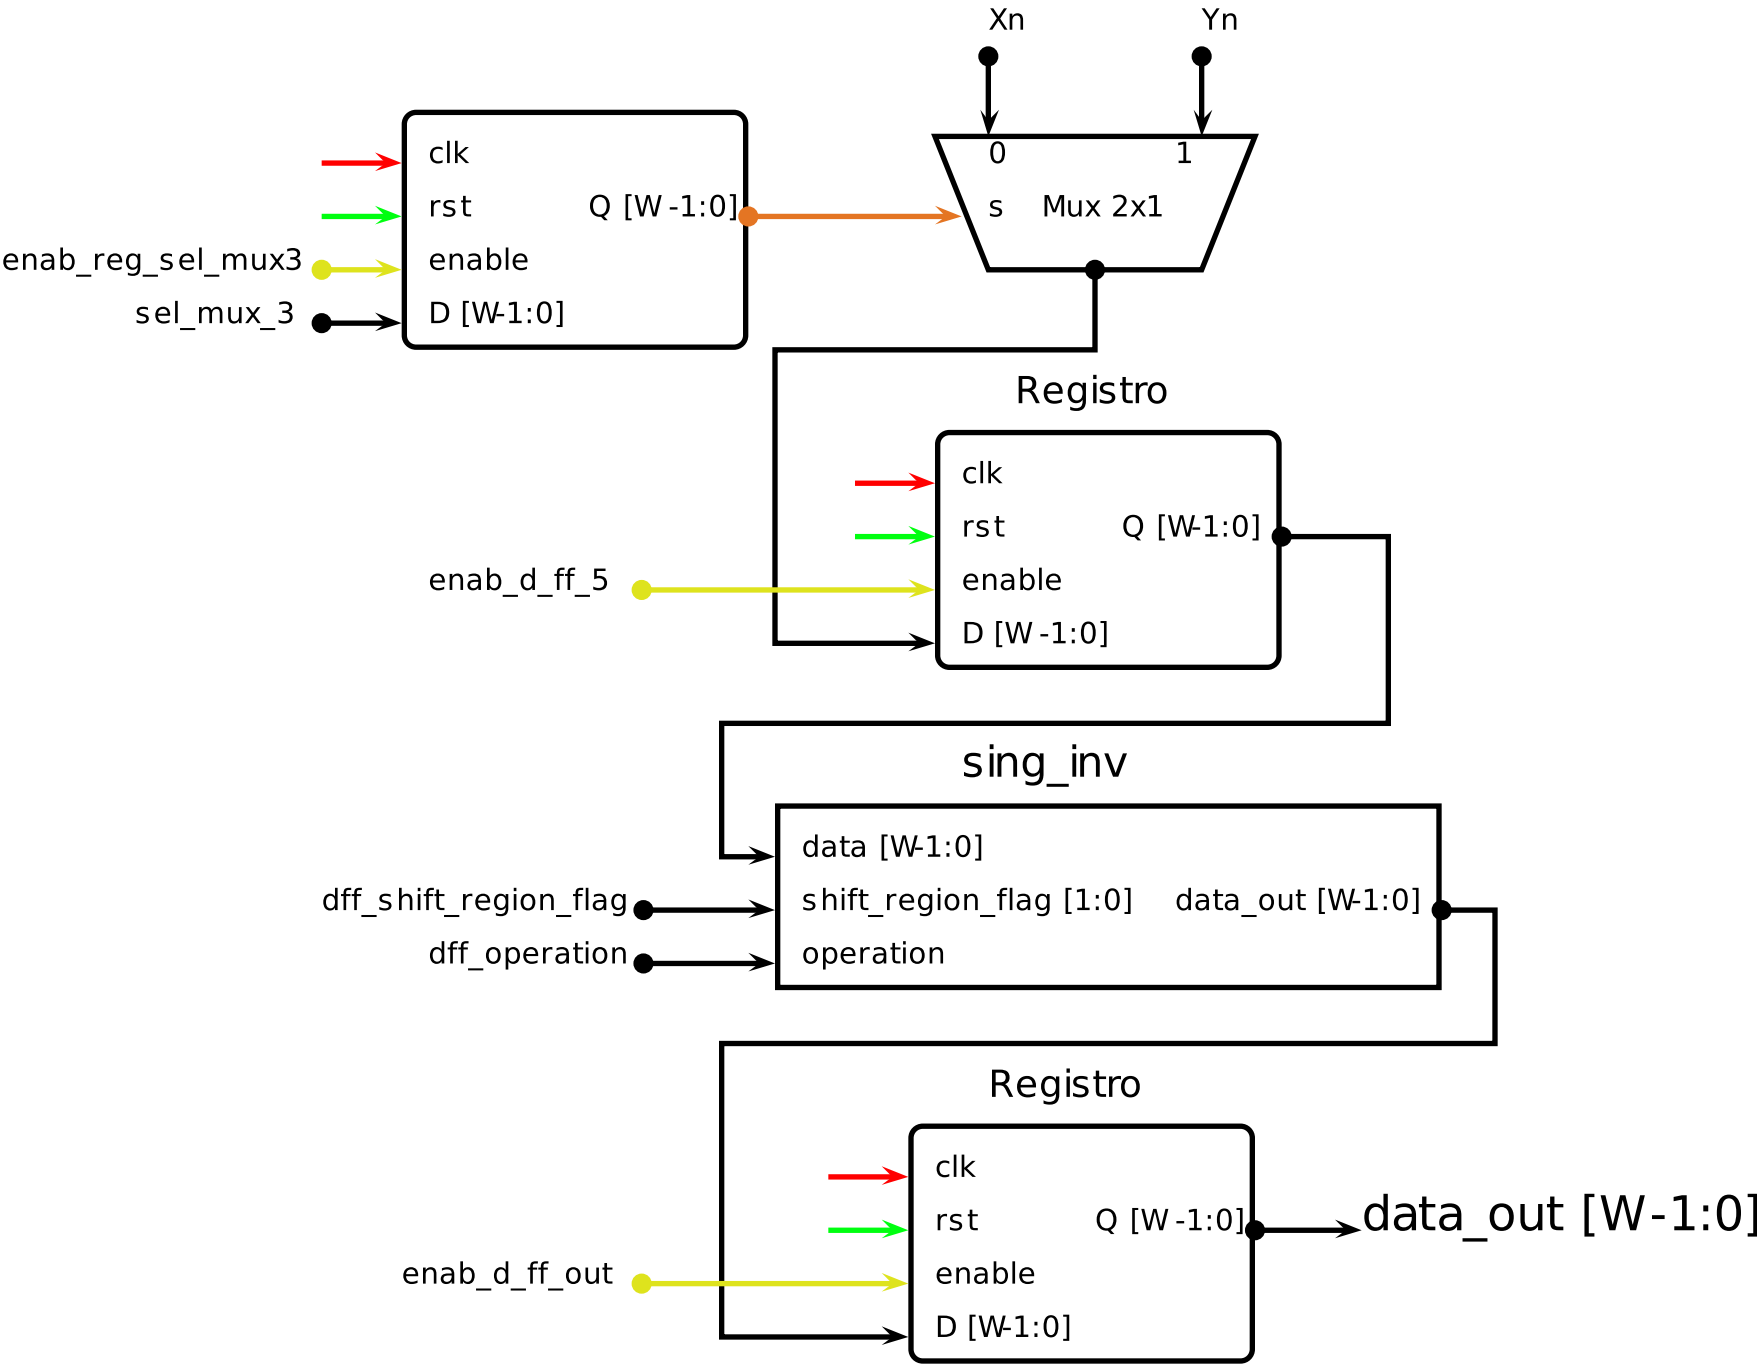 Xn
Yn
clk
rst
Q [W-1:0]
enab_reg_sel_mux3
enable
sel_mux_3
D [W-1:0]
0
1
s
Mux 2x1
Registro
clk
rst
Q [W-1:0]
enab_d_ff_5
enable
D [W-1:0]
sing_inv
data [W-1:0]
dff_shift_region_flag
shift_region_flag [1:0]
data_out [W-1:0]
dff_operation
operation
Registro
clk
rst
Q [W-1:0]
data_out [W-1:0]
enab_d_ff_out
enable
D [W-1:0]